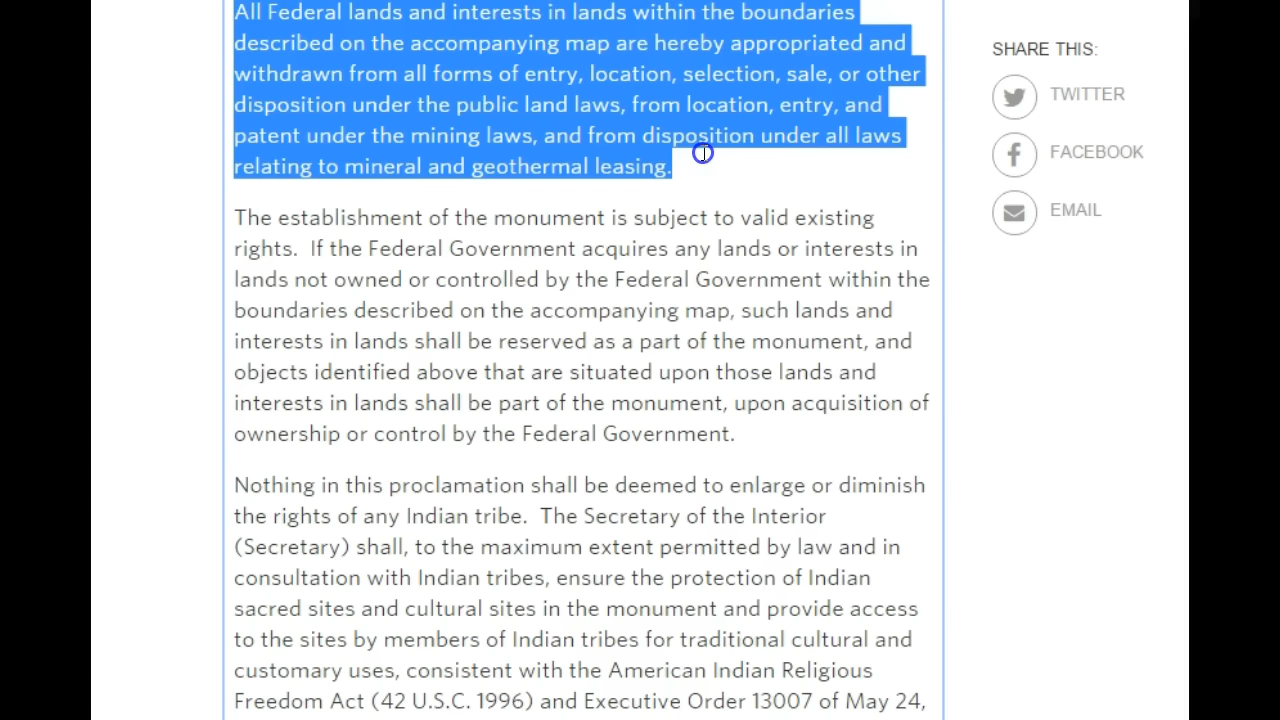 All Federal lands and interests in lands within the boundaries
described on the accompanying map are hereby appropriated and
withdrawn from all forms of entry, location, selection, sale, or other
disposition under the public land laws, from location, entry, and
patent under the mining laws, and from disposition under all laws
relating to mineral and geothermal leasing.
The establishment of the monument is subject to valid existing
rights.  If the Federal Government acquires any lands or interests in
lands not owned or controlled by the Federal Government within the
boundaries described on the accompanying map, such lands and
interests in lands shall be reserved as a part of the monument, and
objects identified above that are situated upon those lands and
interests in lands shall be part of the monument, upon acquisition of
ownership or control by the Federal Government.
Nothing in this proclamation shall be deemed to enlarge or diminish
the rights of any Indian tribe.  The Secretary of the Interior
(Secretary) shall, to the maximum extent permitted by law and in
consultation with Indian tribes, ensure the protection of Indian
sacred sites and cultural sites in the monument and provide access
to the sites by members of Indian tribes for traditional cultural and
customary uses, consistent with the American Indian Religious
Freedom Act (42 U.S.C. 1996) and Executive Order 13007 of May 24,
SHARE THIS:
TWITTER
FACEBOOK
EMAIL